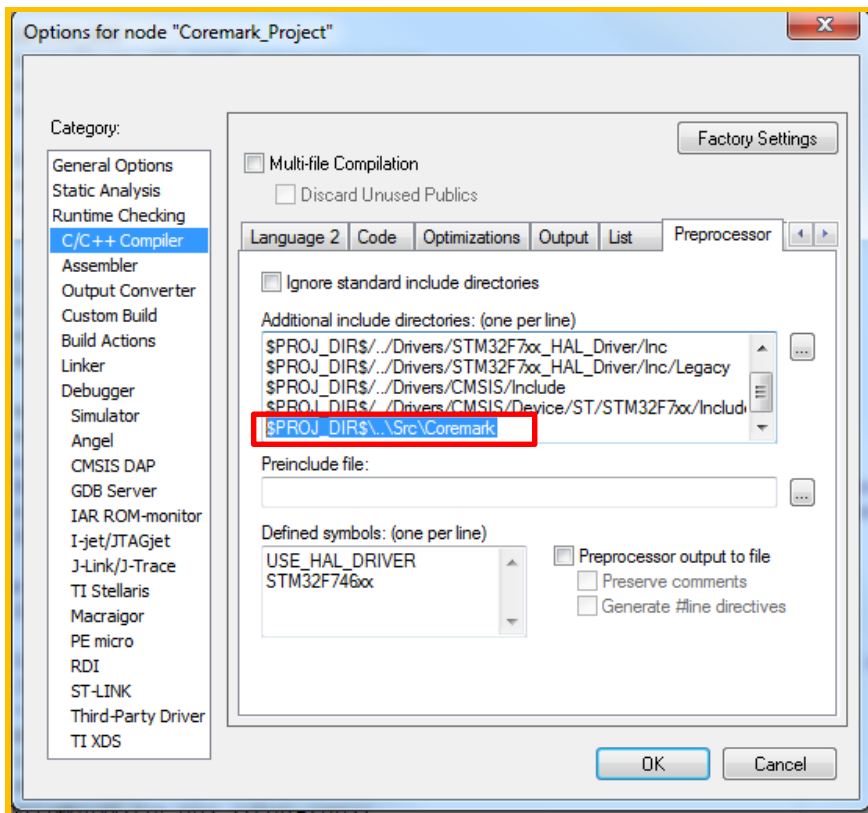 Options for node "Coremark_Project"
Category:
Factory Settings
General Options
Static Analysis
Runtime Checking
C/C++ Compiler
Assembler
Output Converter
Custom Build
Build Actions
Linker
Debugger
Simulator
Angel
CMSIS DAP
GDB Server
IAR ROM-monitor
I-jet/JTAGjet
J-Link/J-Trace
TI Stellaris
Macraigor
PE micro
RDI
ST-LINK
Third-Party Driver
TI XDS
Multi-file Compilation
Discard Unused Publics
Language 2 Code Optimizations Output List Preprocessor
Ignore standard include directories
Additional include directories: (one per line)
$PROJ_DIR$/../Drivers/STM32F7xx_HAL_Driver/Inc
$PROJ_DIR$/../Drivers/STM32F7xx_HAL_Driver/Inc/Legacy
$PROJ_DIR$/../Drivers/CMSIS/Include
$PROJ_DIR$/../Drivers/CMSIS/Device/ST/STM32F7xx/Include
$PROJ_DIR$\..\Src\Coremark
...
Preinclude file:
...
Defined symbols: (one per line)
USE_HAL_DRIVER
STM32F746xx
Preprocessor output to file
Preserve comments
Generate #line directives
OK Cancel